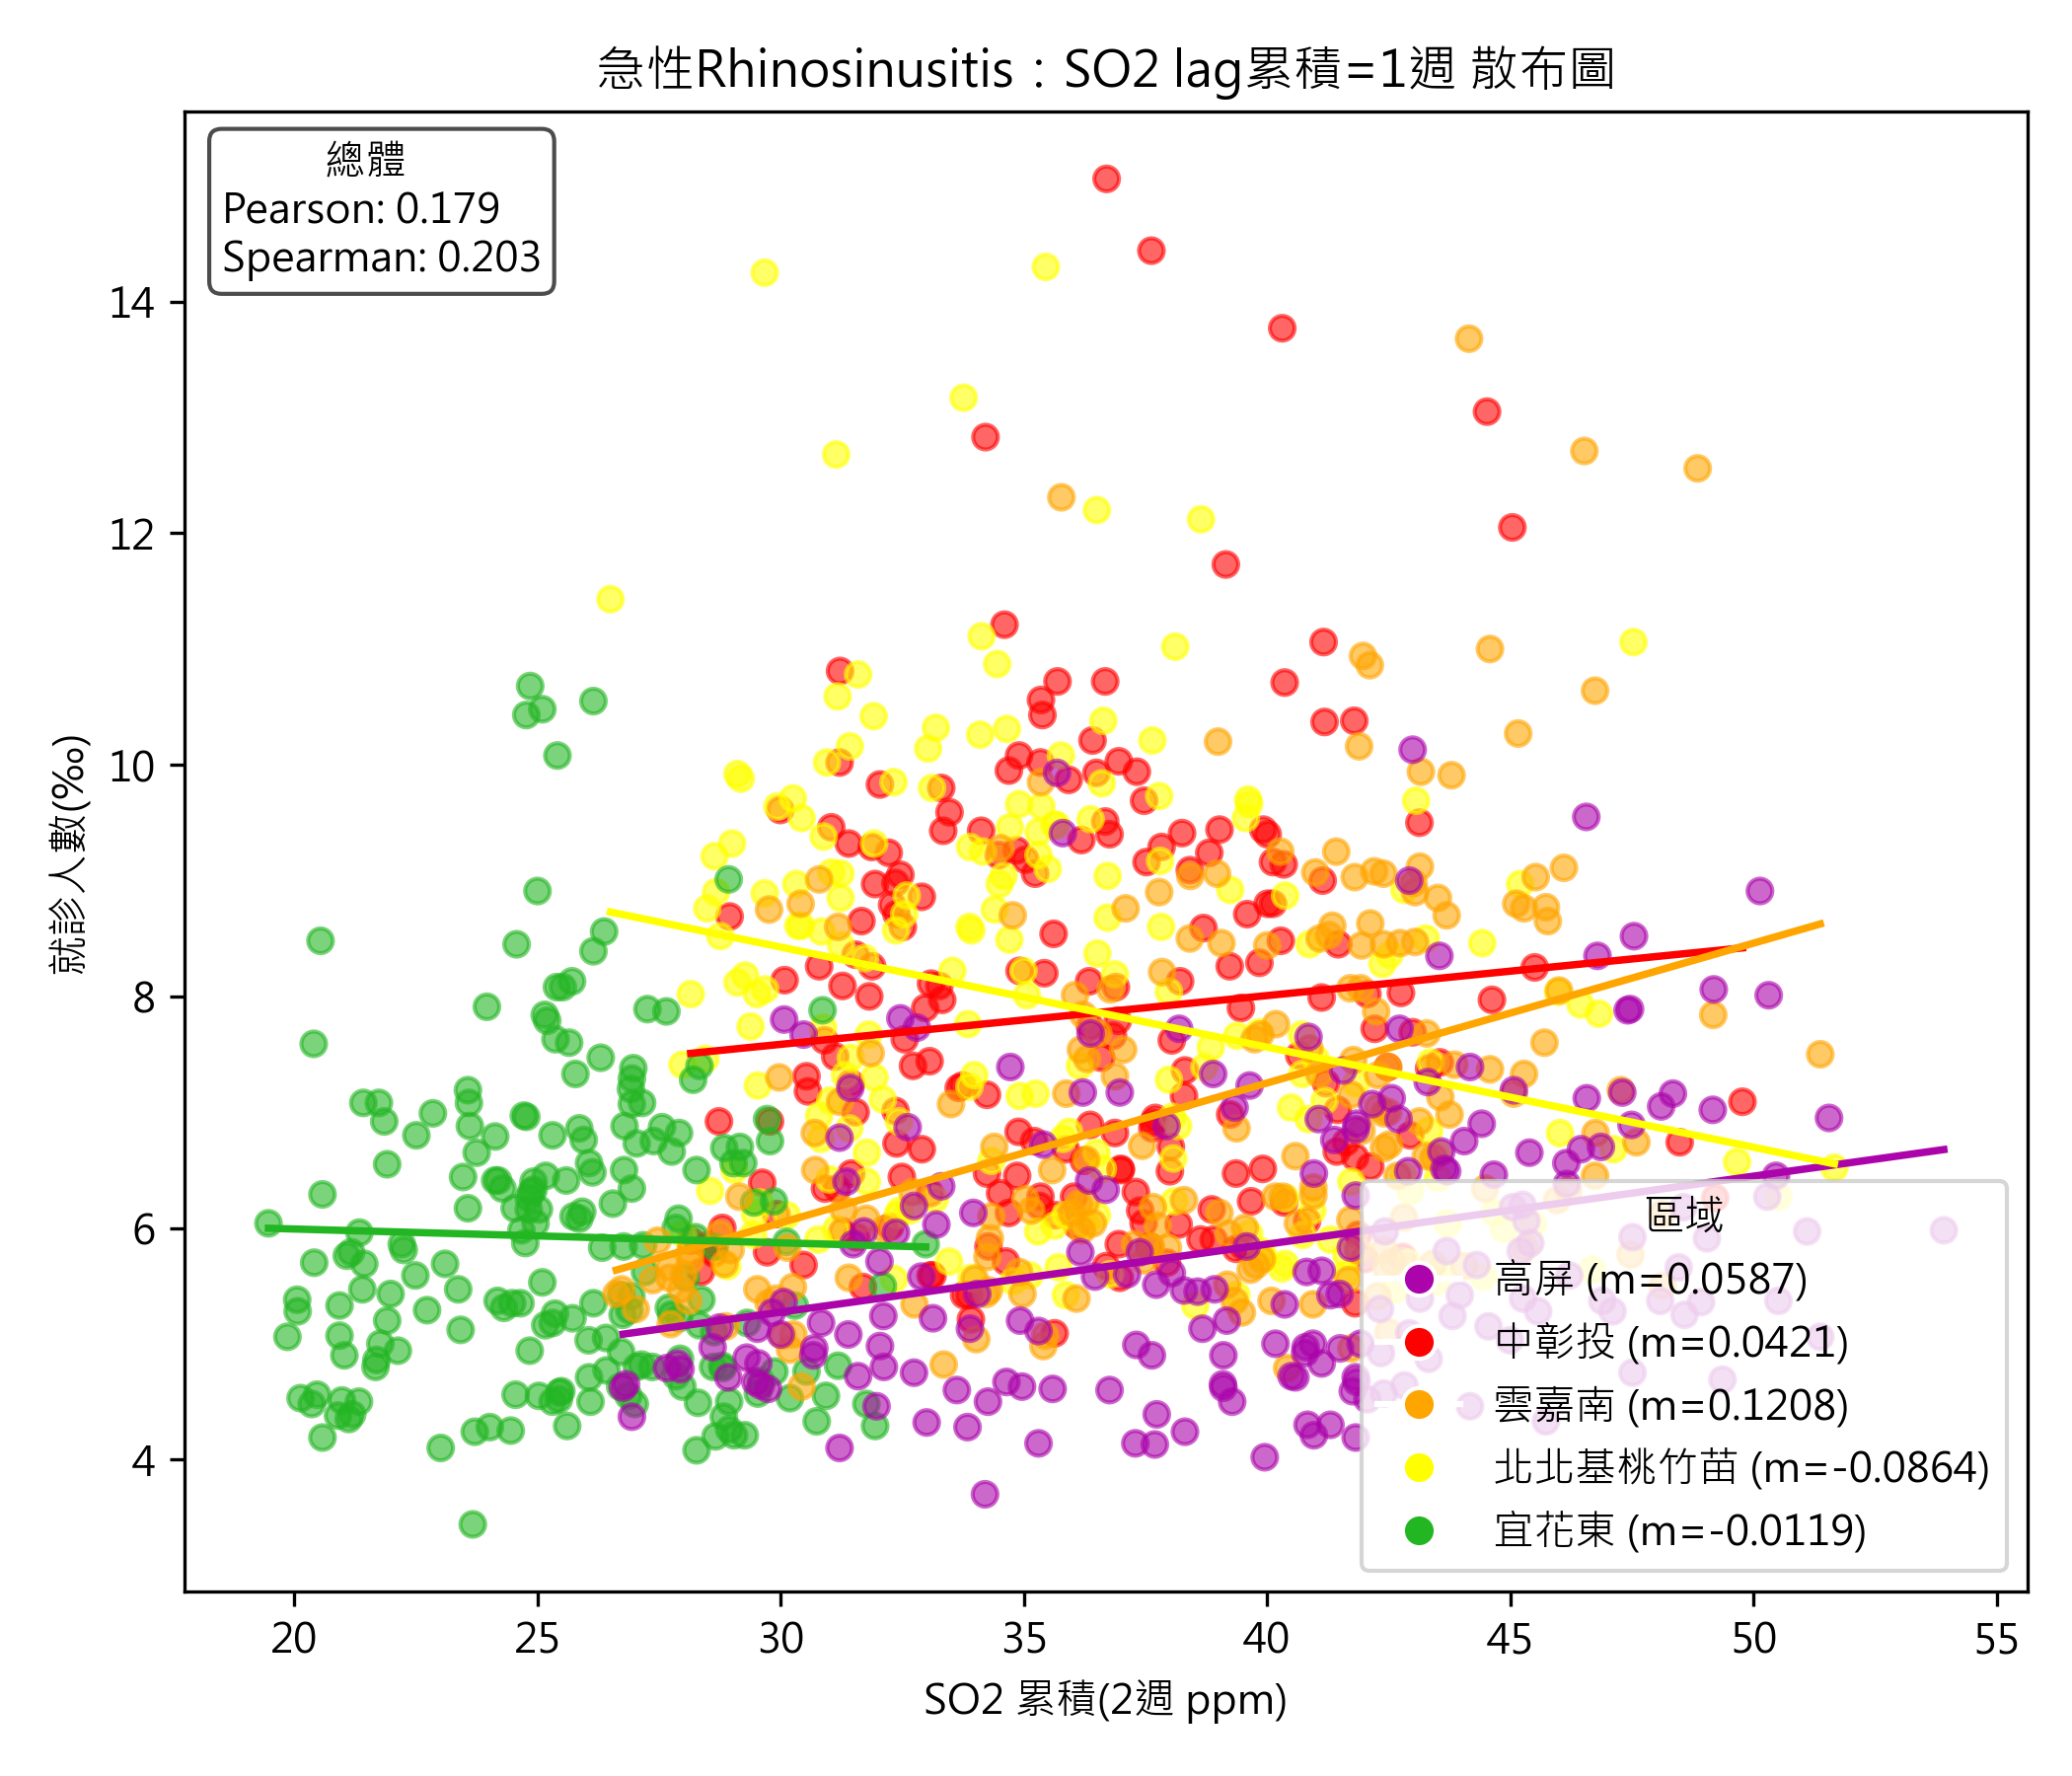 急性Rhinosinusitis：SO2 lag累積=1週 散布圖
總體
Pearson: 0.179
Spearman: 0.203
就診人數(‰)
14
12
10
8
6
4
區域
高屏 (m=0.0587)
中彰投 (m=0.0421)
雲嘉南 (m=0.1208)
北北基桃竹苗 (m=-0.0864)
宜花東 (m=-0.0119)
20 25 30 35 40 45 50 55
SO2 累積(2週 ppm)